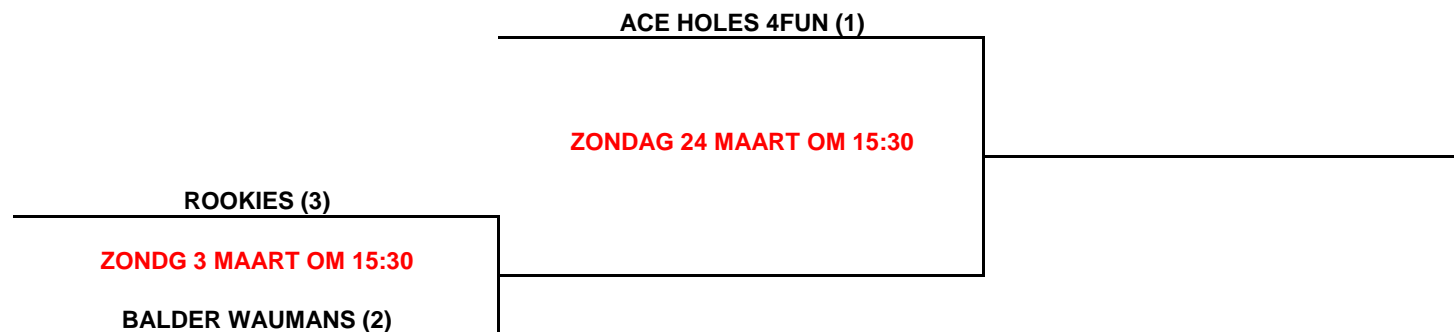 ACE HOLES 4FUN (1)
ZONDAG 24 MAART OM 15:30
ROOKIES (3)
ZONDG 3 MAART OM 15:30
BALDER WAUMANS (2)